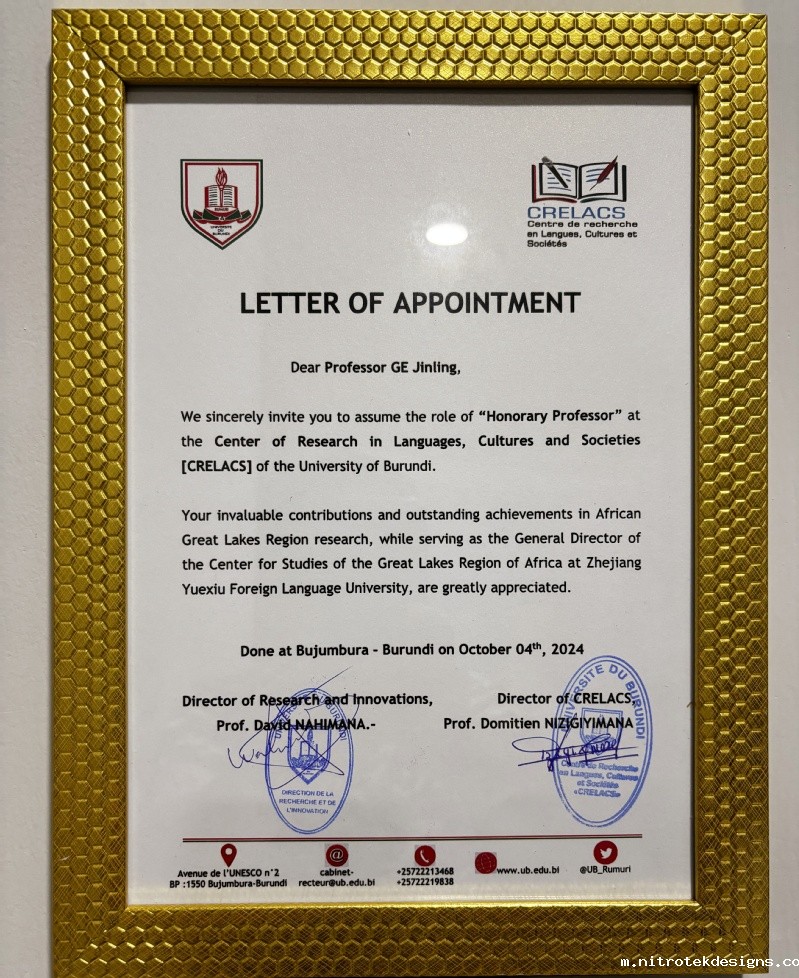 UNIVERSITE
DU
BURUNDI
CRELACS
Centre de recherche
en Langues, Cultures et
Sociétés
LETTER OF APPOINTMENT
Dear Professor GE Jinling,
We sincerely invite you to assume the role of “Honorary Professor” at
the Center of Research in Languages, Cultures and Societies
[CRELACS] of the University of Burundi.
Your invaluable contributions and outstanding achievements in African
Great Lakes Region research, while serving as the General Director of
the Center for Studies of the Great Lakes Region of Africa at Zhejiang
Yuexiu Foreign Language University, are greatly appreciated.
Done at Bujumbura - Burundi on October 04th, 2024
Director of Research and Innovations,
Prof. David NAHIMANA.-
DIRECTION DE LA
RECHERCHE ET DE
L'INNOVATION
Director of CRELACS,
Prof. Domitien NIZIGIYIMANA
UNIVERSITE DU BURUNDI
Centre de Recherche
en Langues, Cultures
et Sociétés
«CRELACS»
Avenue de l'UNESCO n°2
BP :1550 Bujumbura-Burundi
cabinet-
recteur@ub.edu.bi
+25722213468
+25722219838
www.ub.edu.bi
@UB_Rumuri
m.nitrotekdesigns.co